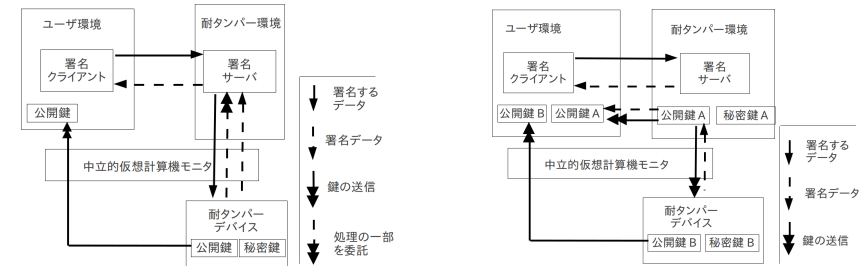 ユーザ環境
耐タンパー環境
署名
クライアント
署名
サーバ
公開鍵
中立的仮想計算機モニタ
耐タンパー
デバイス
公開鍵
秘密鍵
署名する
データ
署名データ
鍵の送信
処理の一部
を委託
ユーザ環境
耐タンパー環境
署名
クライアント
署名
サーバ
公開鍵 B
公開鍵A
公開鍵 A
秘密鍵 A
中立的仮想計算機モニタ
耐タンパー
デバイス
公開鍵 B
秘密鍵 B
署名する
データ
署名データ
鍵の送信